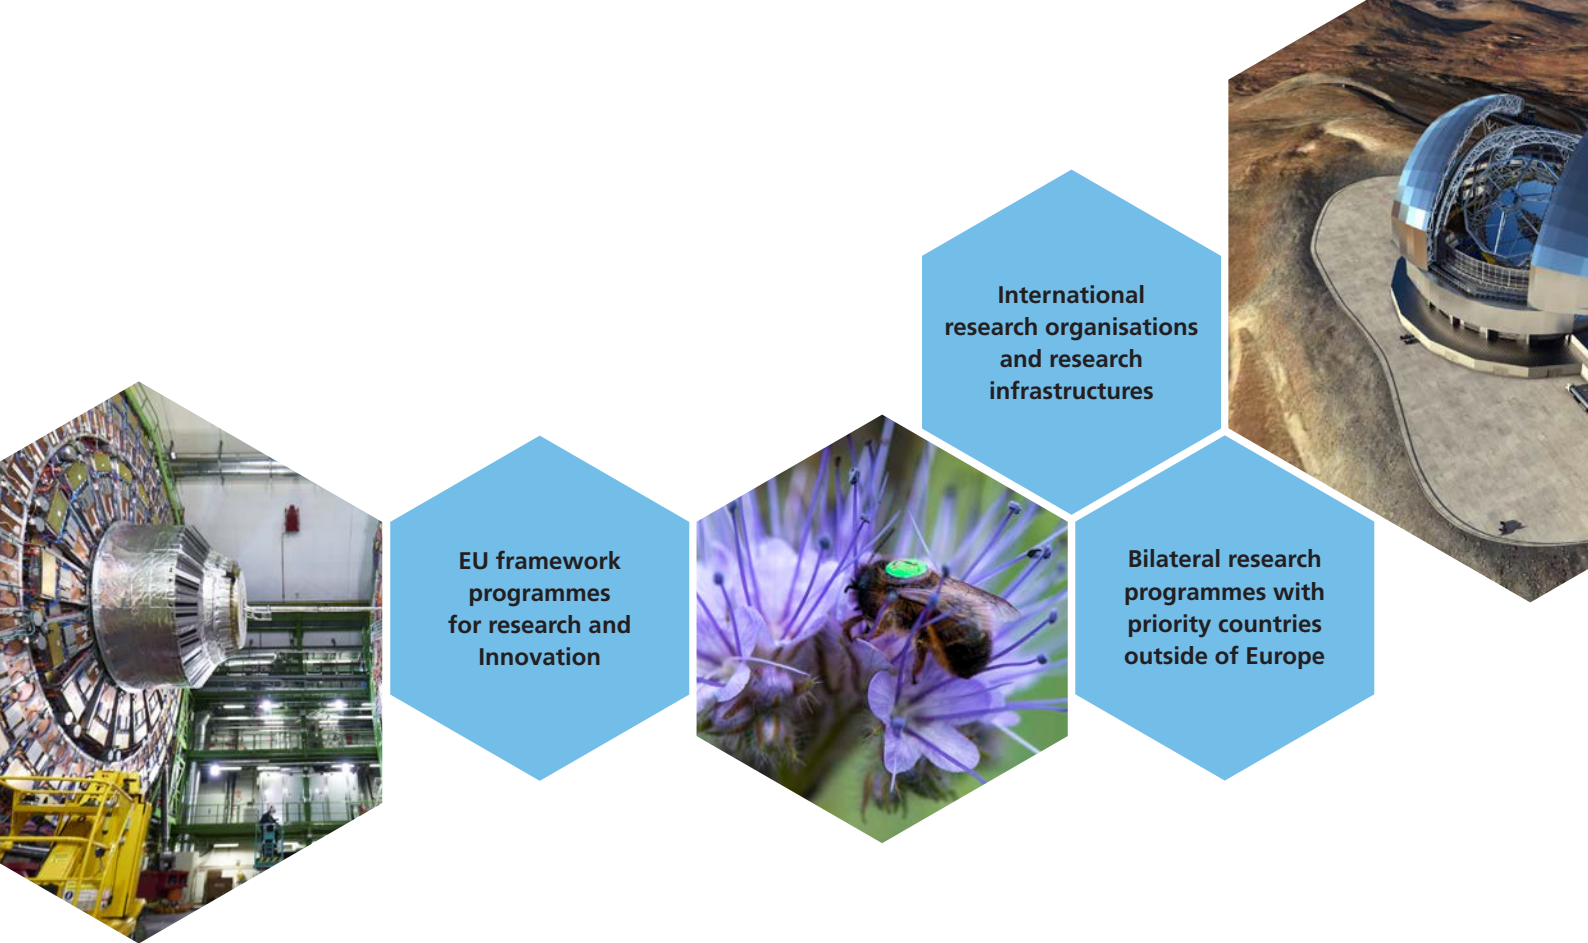 International
research organisations
and research
infrastructures
EU framework
programmes
for research and
Innovation
Bilateral research
programmes with
priority countries
outside of Europe